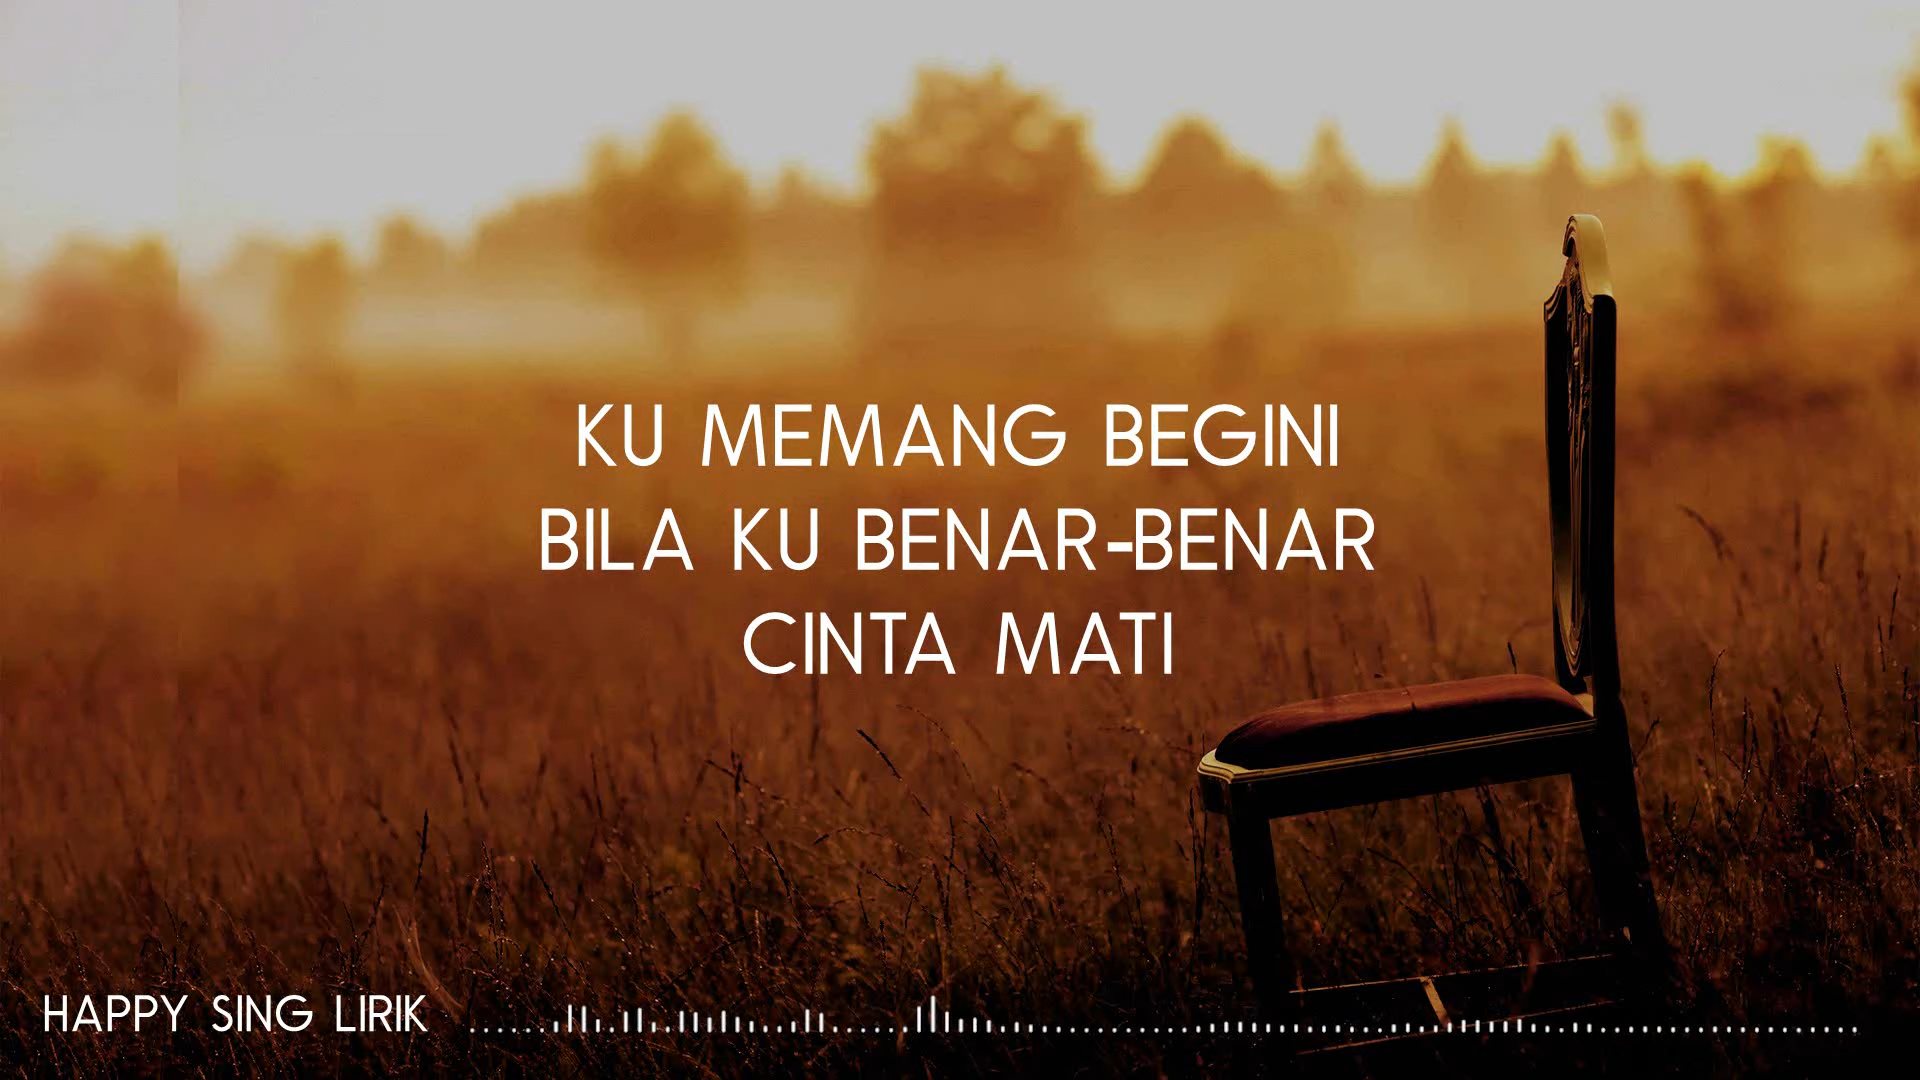 KU MEMANG BEGINI
BILA KU BENAR-BENAR
CINTA MATI
HAPPY SING LIRIK